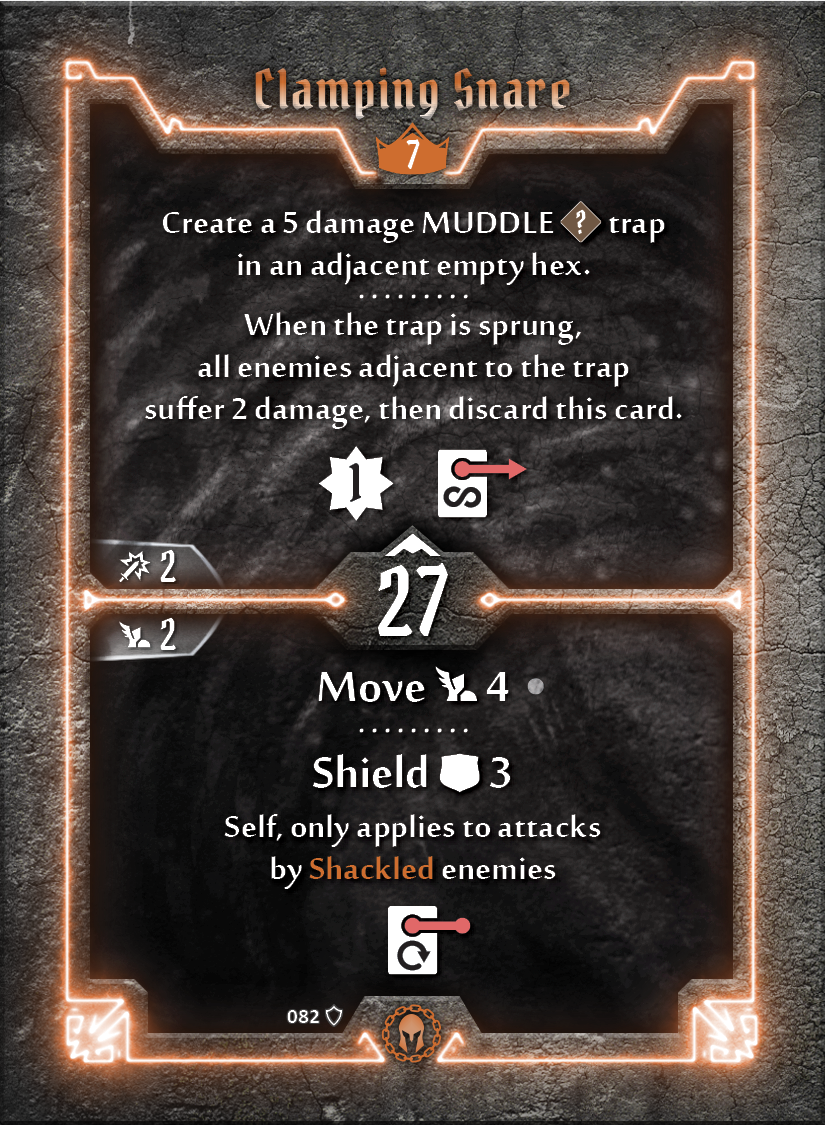 Clamping Snare
7
Create a 5 damage MUDDLE ? trap
in an adjacent empty hex.
When the trap is sprung,
all enemies adjacent to the trap
suffer 2 damage, then discard this card.
1
2
27
2
Move 4
Shield 3
Self, only applies to attacks
by Shackled enemies
082